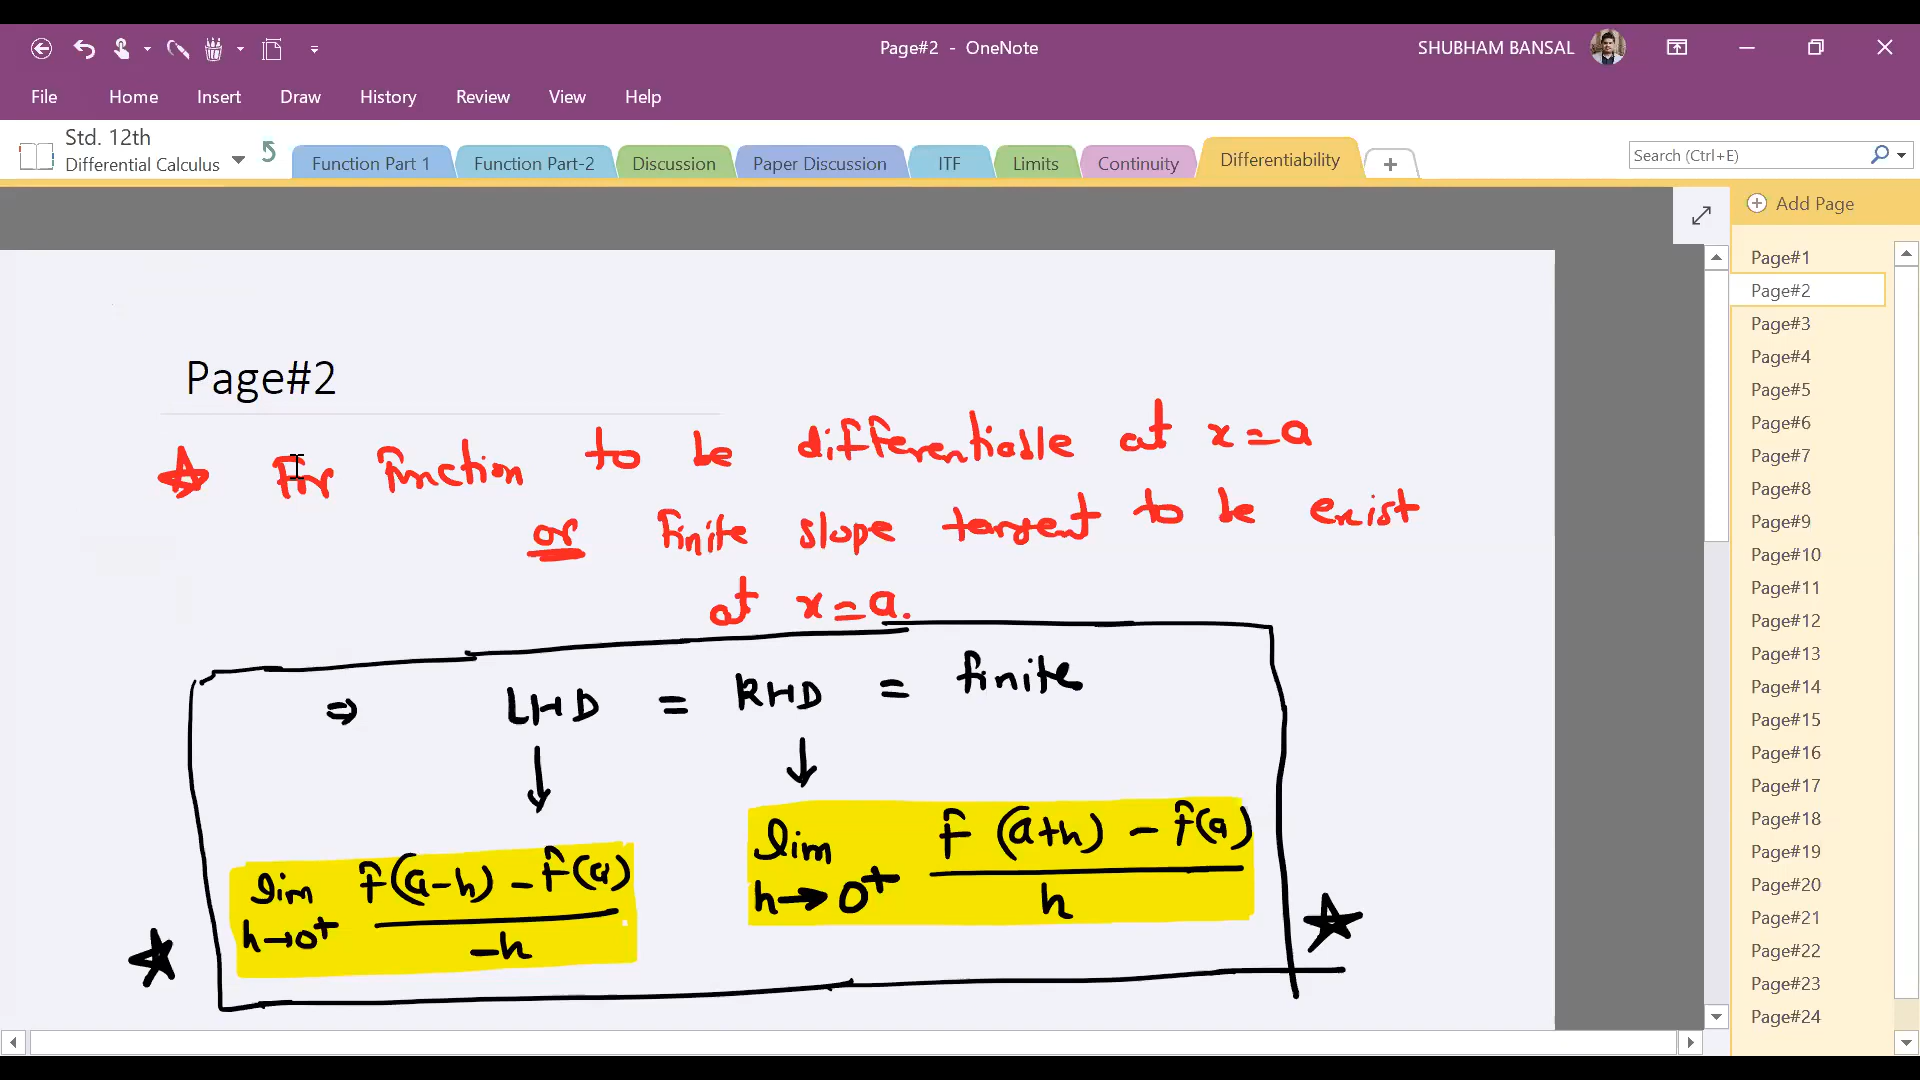 Page#2 - OneNote
SHUBHAM BANSAL
File Home Insert Draw History Review View Help
Std. 12th
Differential Calculus
Function Part 1 Function Part-2 Discussion Paper Discussion ITF Limits Continuity Differentiability
Search (Ctrl+E)
Add Page
Page#1
Page#2
Page#3
Page#4
Page#5
Page#6
Page#7
Page#8
Page#9
Page#10
Page#11
Page#12
Page#13
Page#14
Page#15
Page#16
Page#17
Page#18
Page#19
Page#20
Page#21
Page#22
Page#23
Page#24
Page#2
☆ For function to be differentiable at x=a
or finite slope tangent to be exist
at x=a.
⇒ LHD = RHD = finite
↓ ↓
lim h→0+ f(a-h) - f(a) / -h
lim h→0+ f(a+h) - f(a) / h